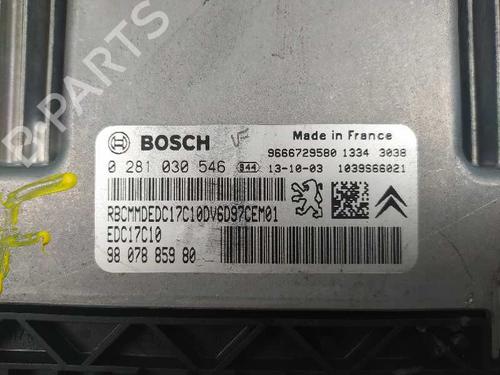 BOSCH
Made in France
9666729580 1334 3038
0 281 030 546 944 13-10-03 1039S66021
RBCMMDEDC17C10DV6D97CEM01
EDC17C10
98 078 859 80
B-PARTS